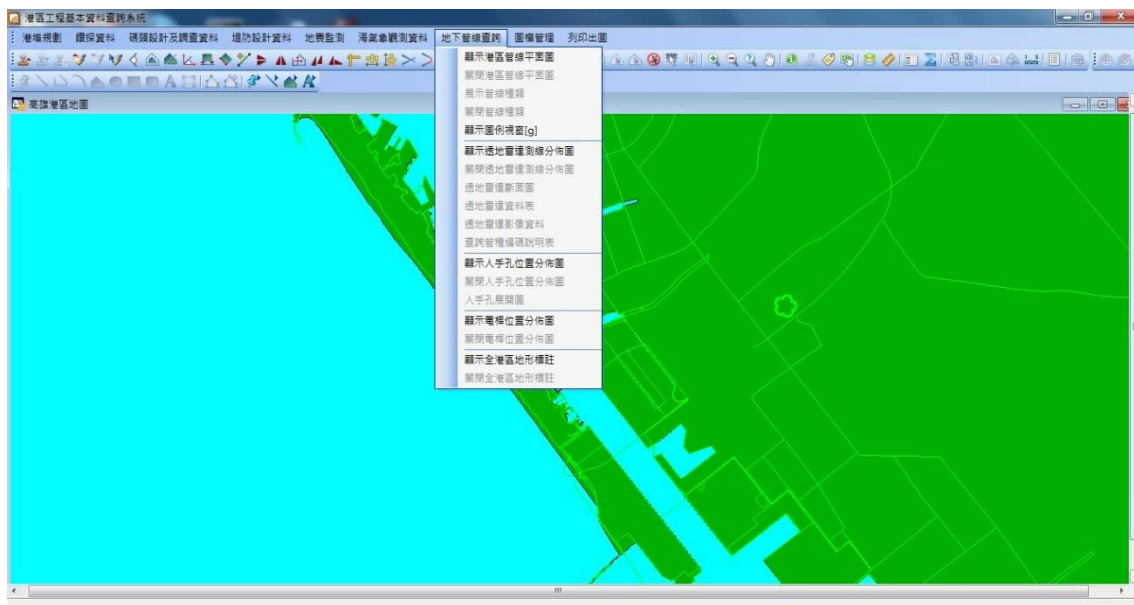 港區工程基本資料查詢系統
港埠規劃 鑽探資料 碼頭設計及調查資料 堤防設計資料 地表監測 海氣象觀測資料 地下管線查詢 圖檔管理 列印出圖
高雄港區地圖
顯示港區管線平面圖
關閉港區管線平面圖
展示管線種類
關閉管線種類
顯示圖例視窗[g]
顯示透地雷達測線分佈圖
關閉透地雷達測線分佈圖
透地雷達斷面圖
透地雷達資料表
透地雷達影像資料
查詢管種編碼說明表
顯示人手孔位置分佈圖
關閉人手孔位置分佈圖
人手孔展開圖
顯示電桿位置分佈圖
關閉電桿位置分佈圖
顯示全港區地形標註
關閉全港區地形標註